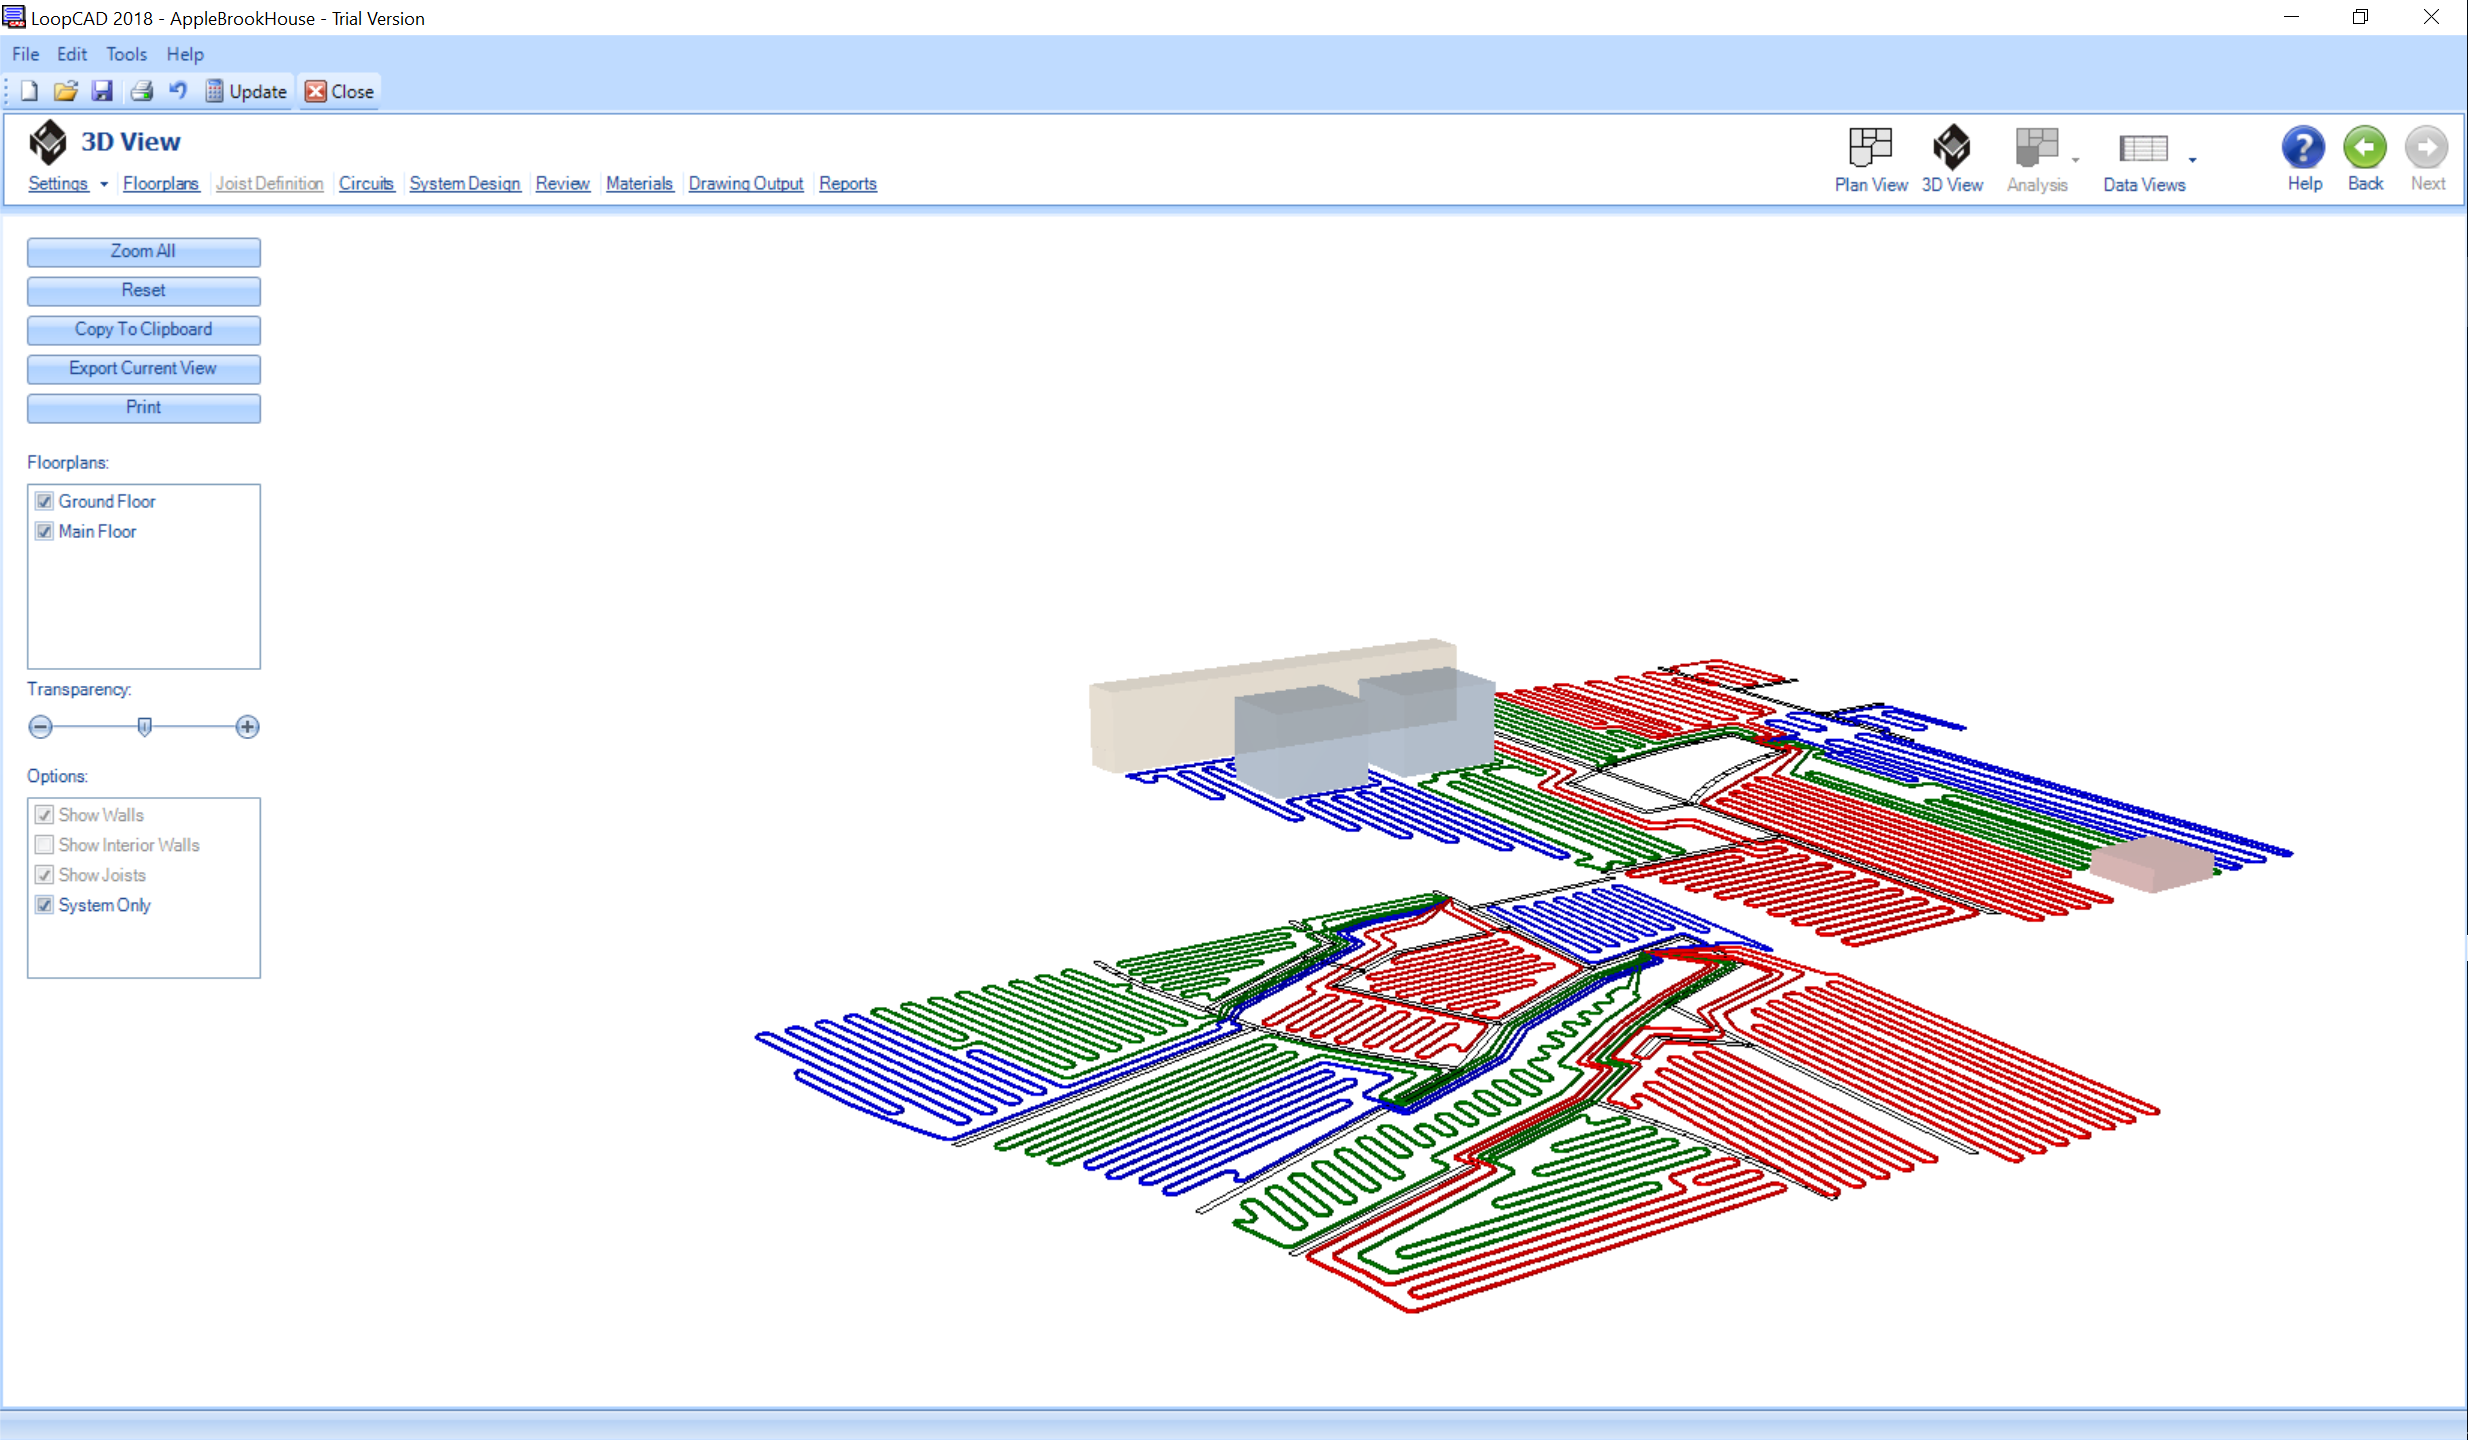 LoopCAD 2018 - AppleBrookHouse - Trial Version
File Edit Tools Help
Update Close
3D View
Settings Floorplans Joist Definition Circuits System Design Review Materials Drawing Output Reports
Plan View 3D View Analysis Data Views Help Back Next
Zoom All
Reset
Copy To Clipboard
Export Current View
Print
Floorplans:
Ground Floor
Main Floor
Transparency:
Options:
Show Walls
Show Interior Walls
Show Joists
System Only